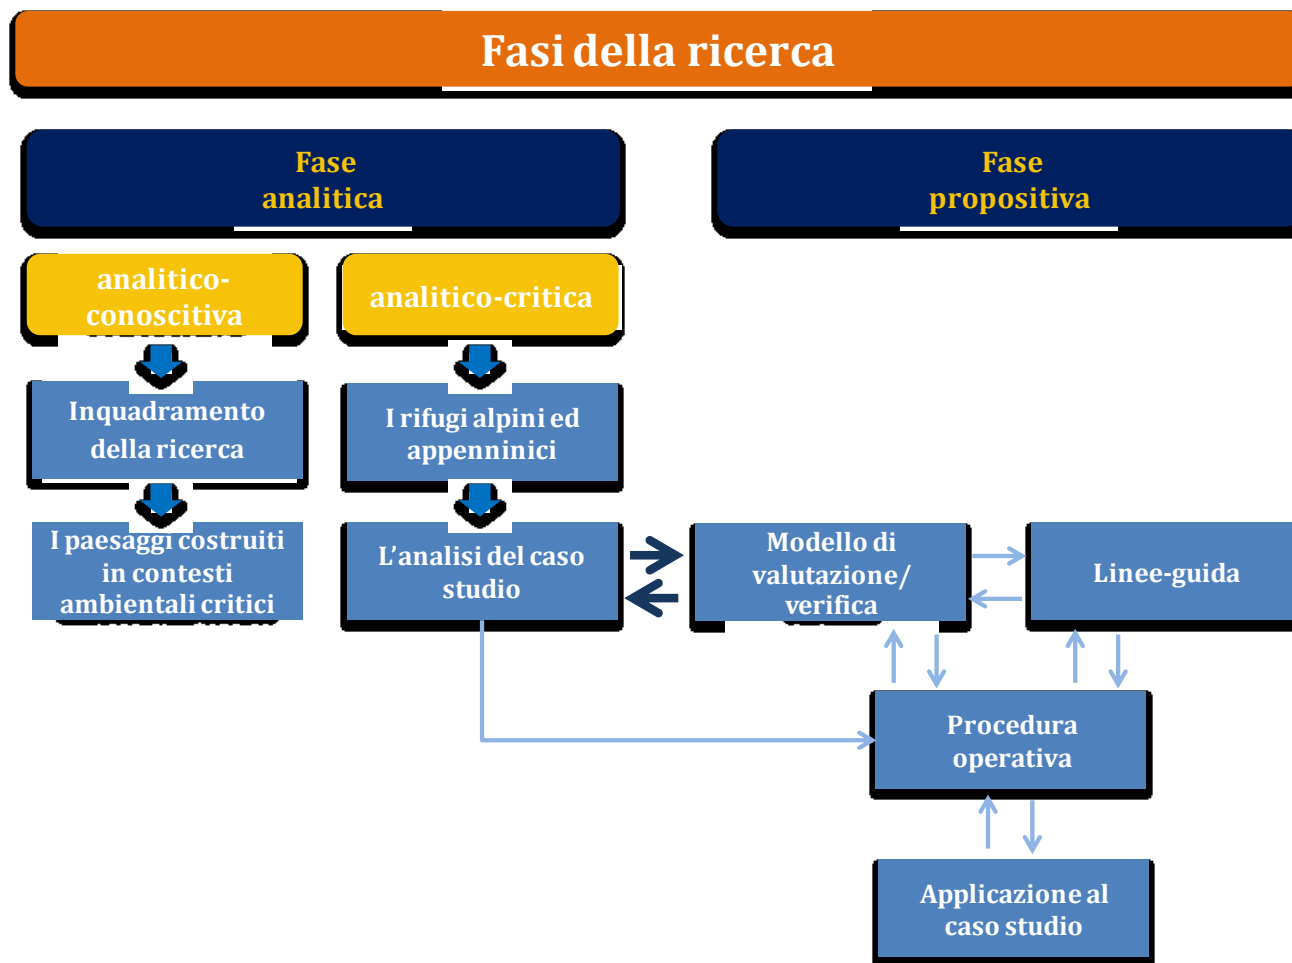 Fasi della ricerca
Fase
analitica
Fase
propositiva
analitico-
conoscitiva
analitico-critica
Inquadramento
della ricerca
I rifugi alpini ed
appenninici
I paesaggi costruiti
in contesti
ambientali critici
L’analisi del caso
studio
Modello di
valutazione/
verifica
Linee-guida
Procedura
operativa
Applicazione al
caso studio